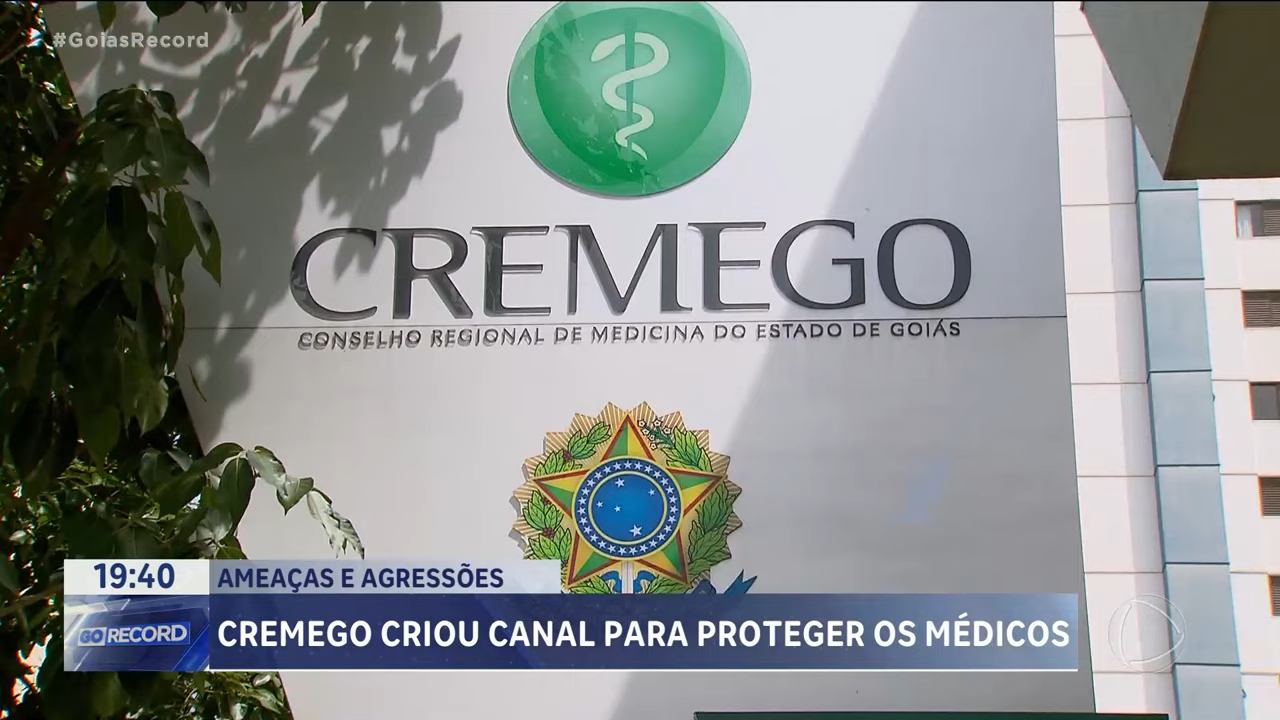 #GoiasRecord
CREMEGO
CONSELHO REGIONAL DE MEDICINA DO ESTADO DE GOIÁS
19:40
AMEAÇAS E AGRESSÕES
GO RECORD
CREMEGO CRIOU CANAL PARA PROTEGER OS MÉDICOS